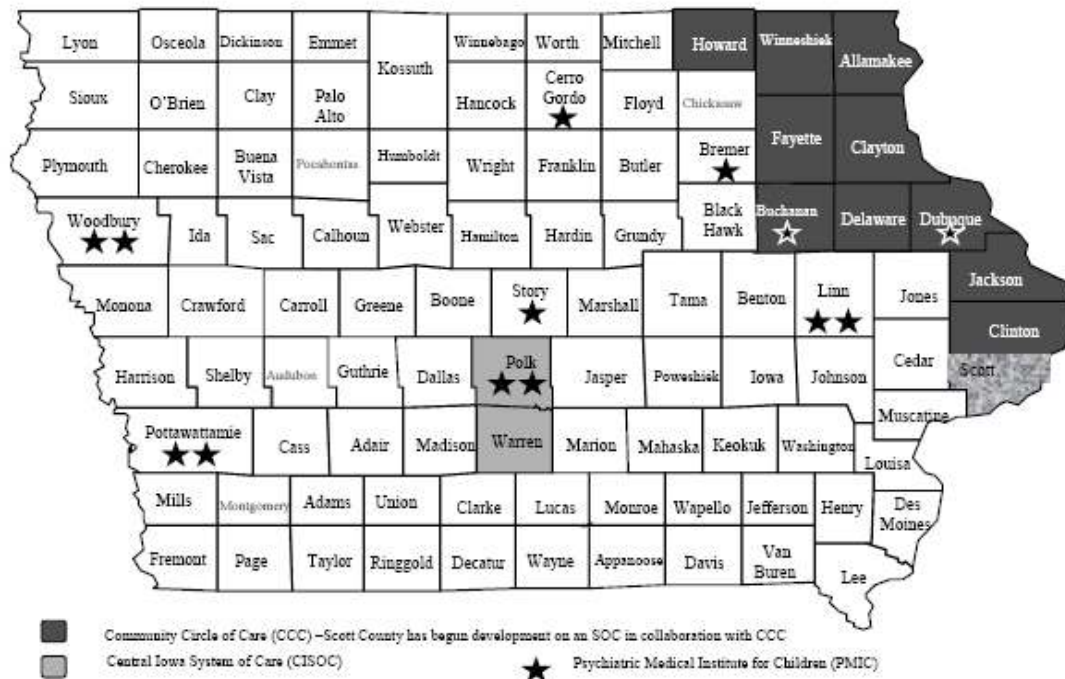 Lyon Osceola Dickinson Emmet Winnebago Worth Mitchell Howard Winneshiek Allamakee
Kossuth
Sioux O'Brien Clay Palo Alto Hancock Cerro Gordo Floyd Chickasaw
Fayette Clayton
Plymouth Cherokee Buena Vista Pocahontas Humboldt Wright Franklin Butler Bremer
Woodbury Ida Sac Calhoun Webster Hamilton Hardin Grundy Black Hawk Buchanan Delaware Dubuque
Monona Crawford Carroll Greene Boone Story Marshall Tama Benton Linn Jones Jackson
Clinton
Harrison Shelby Audubon Guthrie Dallas Polk Jasper Poweshiek Iowa Johnson Cedar Scott
Muscatine
Pottawattamie Cass Adair Madison Warren Marion Mahaska Keokuk Washington
Louisa
Mills Montgomery Adams Union Clarke Lucas Monroe Wapello Jefferson Henry Des Moines
Fremont Page Taylor Ringgold Decatur Wayne Appanoose Davis Van Buren Lee
Community Circle of Care (CCC) –Scott County has begun development on an SOC in collaboration with CCC
Central Iowa System of Care (CISOC) Psychiatric Medical Institute for Children (PMIC)